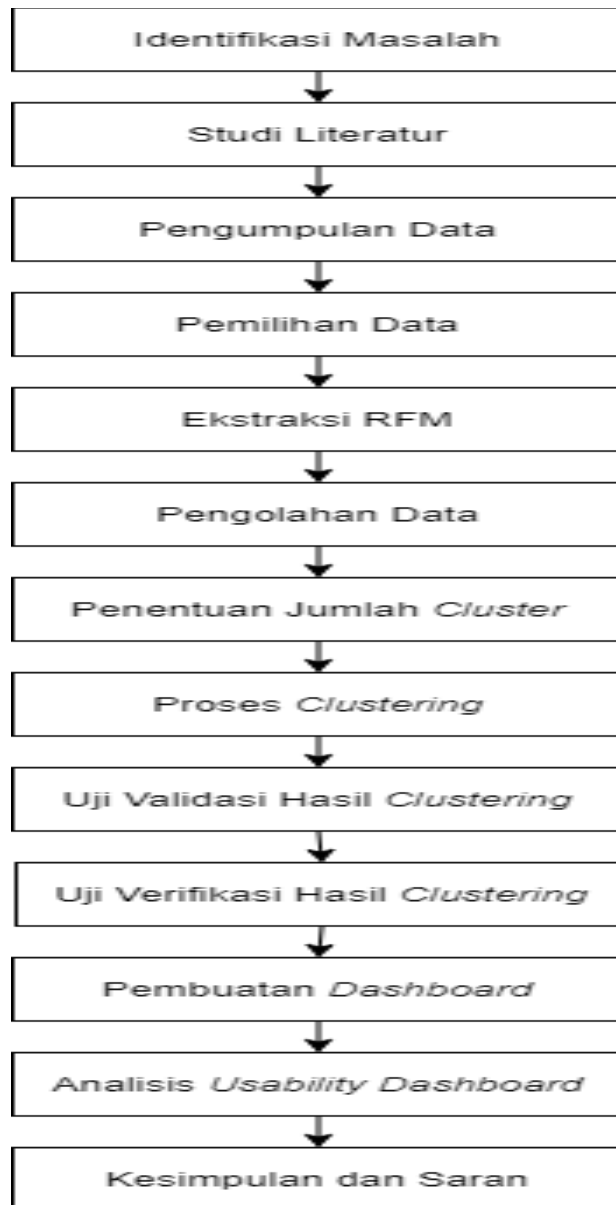 Identifikasi Masalah
Studi Literatur
Pengumpulan Data
Pemilihan Data
Ekstraksi RFM
Pengolahan Data
Penentuan Jumlah Cluster
Proses Clustering
Uji Validasi Hasil Clustering
Uji Verifikasi Hasil Clustering
Pembuatan Dashboard
Analisis Usability Dashboard
Kesimpulan dan Saran